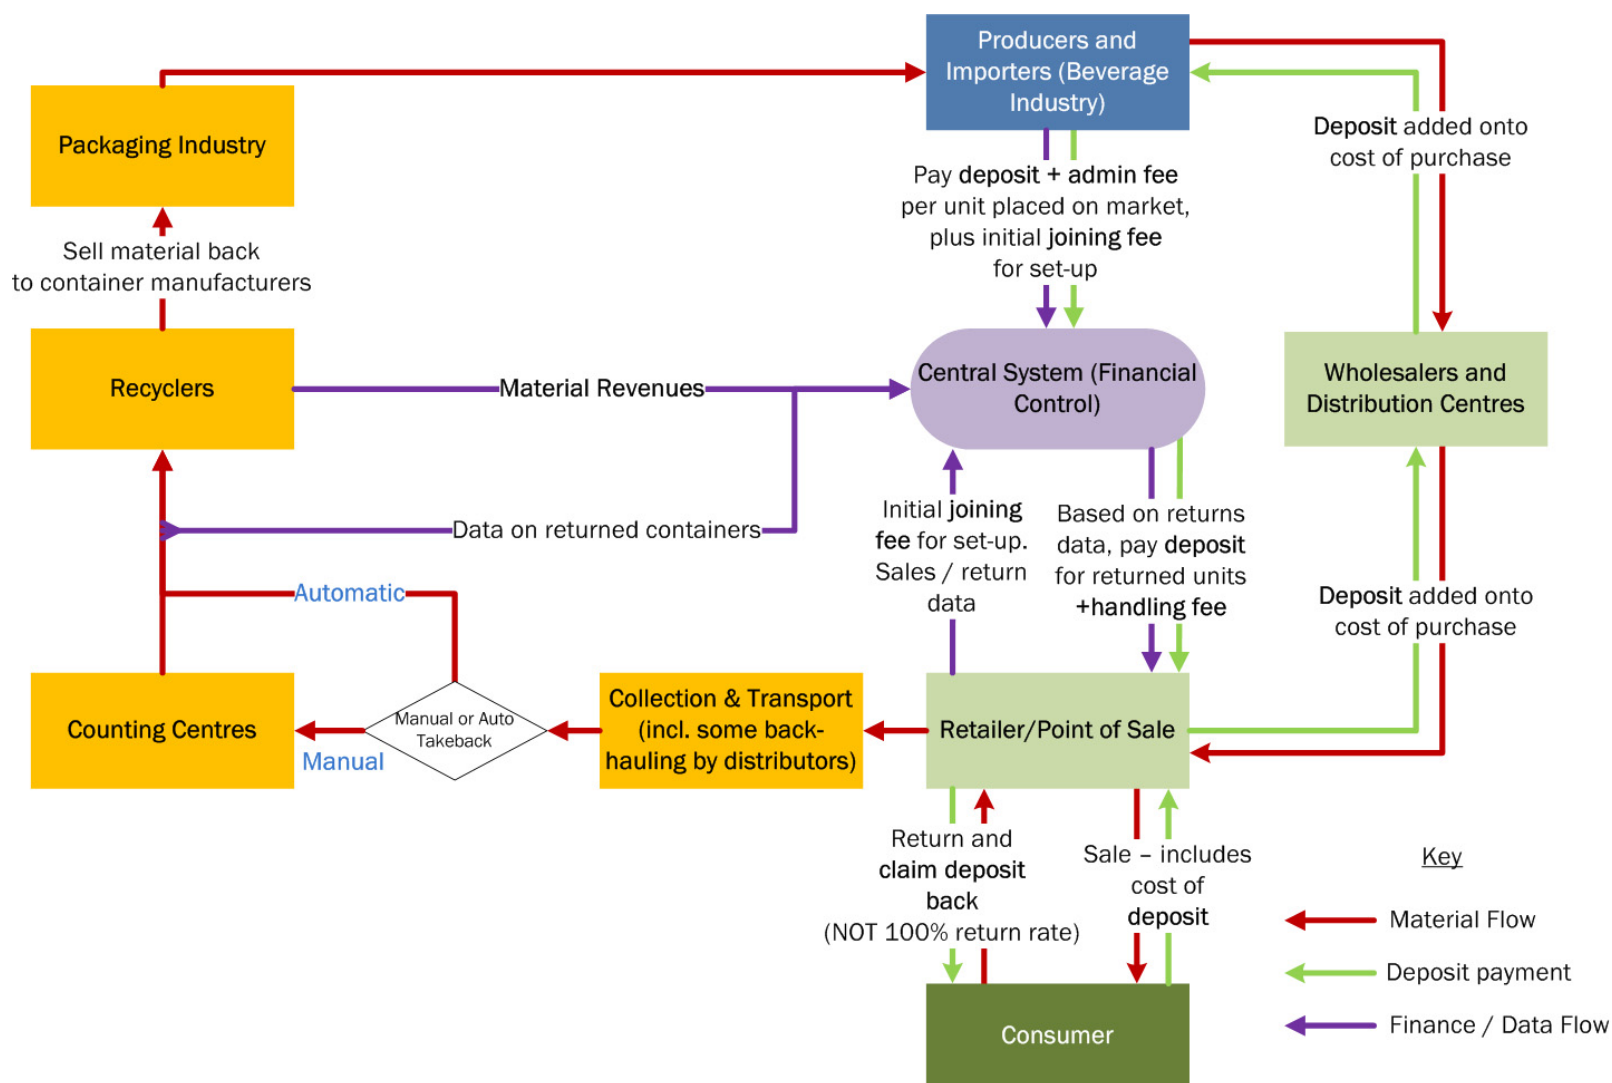 Producers and
Importers (Beverage
Industry)
Packaging Industry
Deposit added onto
cost of purchase
Pay deposit + admin fee
per unit placed on market,
plus initial joining fee
for set-up
Sell material back
to container manufacturers
Recyclers
Material Revenues
Central System (Financial
Control)
Wholesalers and
Distribution Centres
Data on returned containers
Initial joining
fee for set-up.
Sales / return
data
Based on returns
data, pay deposit
for returned units
+handling fee
Deposit added onto
cost of purchase
Automatic
Counting Centres
Manual or Auto
Takeback
Manual
Collection & Transport
(incl. some back-
hauling by distributors)
Retailer/Point of Sale
Return and
claim deposit
back
(NOT 100% return rate)
Sale – includes
cost of
deposit
Consumer
Key
Material Flow
Deposit payment
Finance / Data Flow